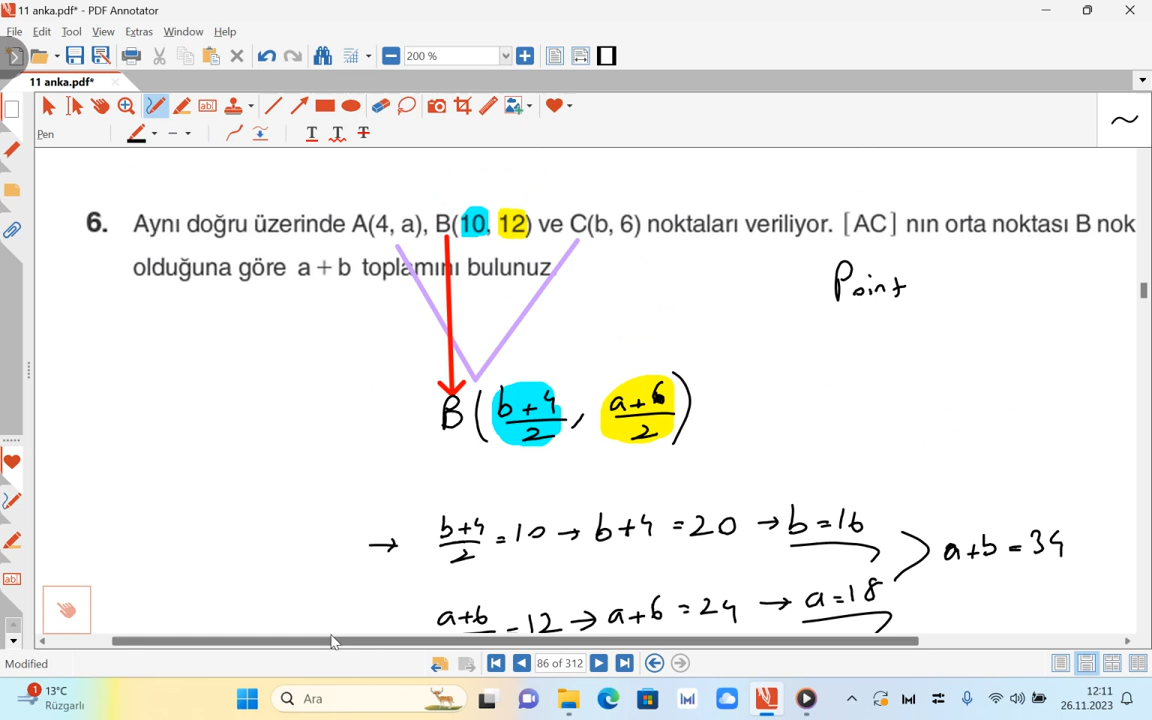 11 anka.pdf* - PDF Annotator
File Edit Tool View Extras Window Help
200 %
11 anka.pdf*
Pen
6. Aynı doğru üzerinde A(4, a), B(10, 12) ve C(b, 6) noktaları veriliyor. [AC] nın orta noktası B nok
olduğuna göre a + b toplamını bulunuz.
Point
B ( b+4/2 , a+6/2 )
→ b+4/2 = 10 → b+4 = 20 → b = 16
a+b = 34
a+6 = 12 → a+6 = 24 → a = 18
86 of 312
Modified
13°C
Rüzgarlı
1
Ara
12:11
26.11.2023